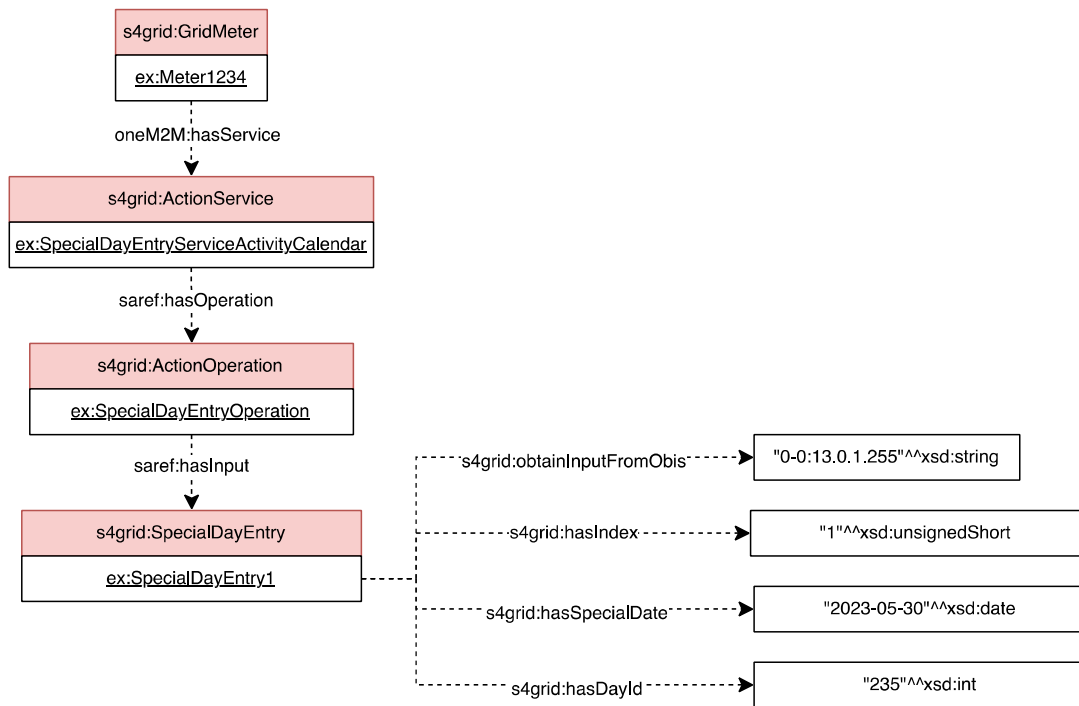 s4grid:GridMeter
ex:Meter1234
oneM2M:hasService
s4grid:ActionService
ex:SpecialDayEntryServiceActivityCalendar
saref:hasOperation
s4grid:ActionOperation
ex:SpecialDayEntryOperation
saref:hasInput
s4grid:SpecialDayEntry
ex:SpecialDayEntry1
s4grid:obtainInputFromObis
"0-0:13.0.1.255"^^xsd:string
s4grid:hasIndex
"1"^^xsd:unsignedShort
s4grid:hasSpecialDate
"2023-05-30"^^xsd:date
s4grid:hasDayId
"235"^^xsd:int